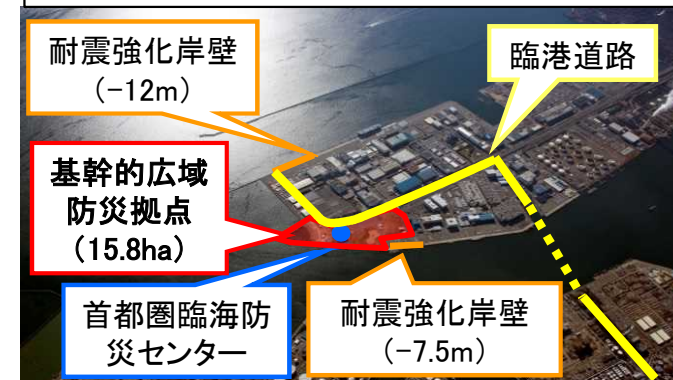 耐震強化岸壁
（-12m）
臨港道路
基幹的広域
防災拠点
（15.8ha）
首都圏臨海防
災センター
耐震強化岸壁
（-7.5m）